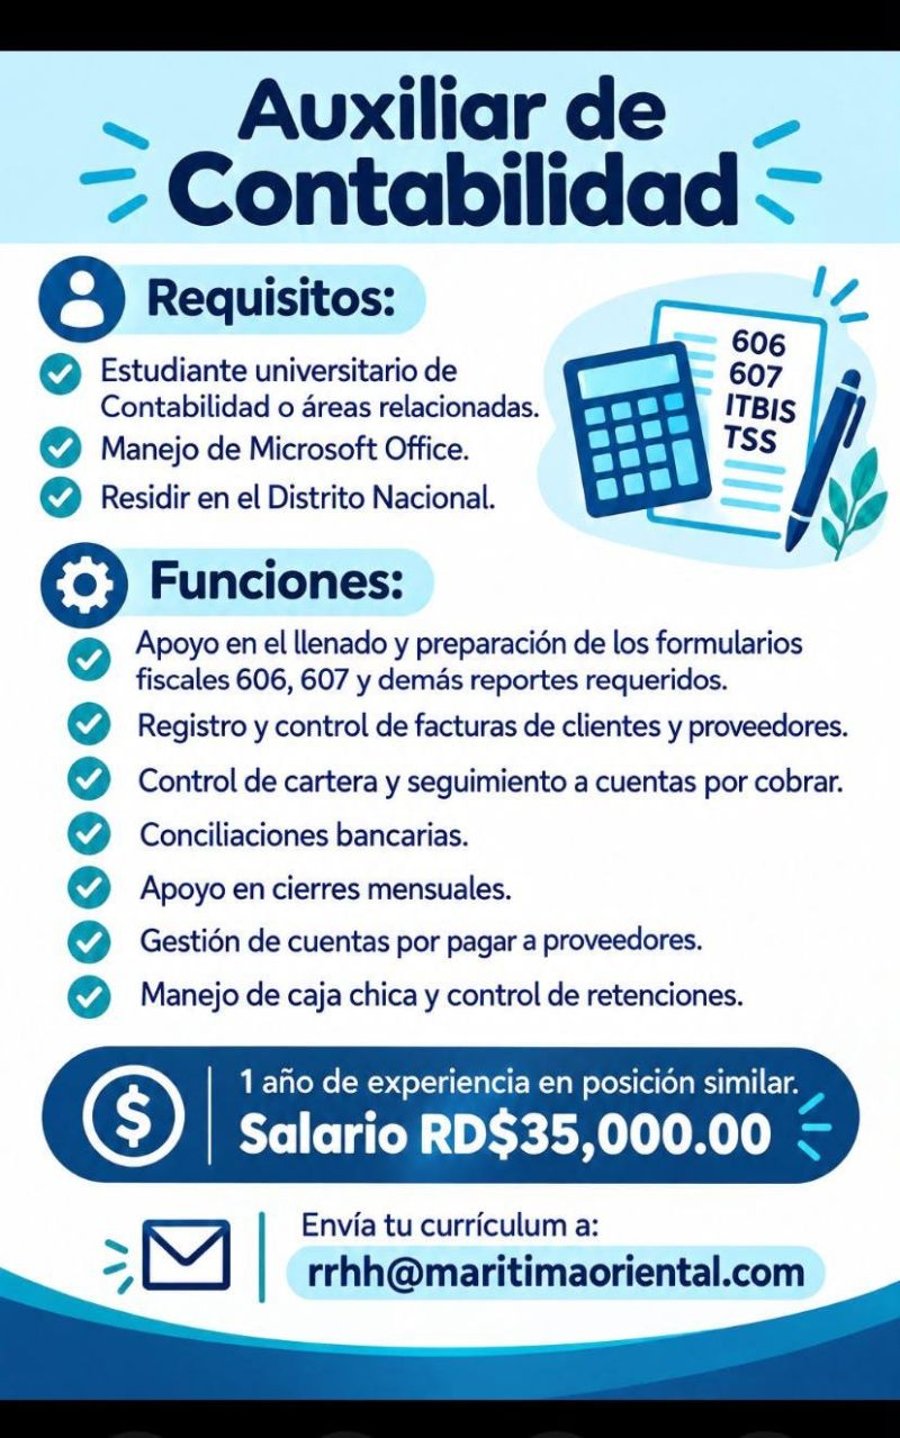 Auxiliar de
Contabilidad
Requisitos:
Estudiante universitario de
Contabilidad o áreas relacionadas.
Manejo de Microsoft Office.
Residir en el Distrito Nacional.
606
607
ITBIS
TSS
Funciones:
Apoyo en el llenado y preparación de los formularios
fiscales 606, 607 y demás reportes requeridos.
Registro y control de facturas de clientes y proveedores.
Control de cartera y seguimiento a cuentas por cobrar.
Conciliaciones bancarias.
Apoyo en cierres mensuales.
Gestión de cuentas por pagar a proveedores.
Manejo de caja chica y control de retenciones.
$
1 año de experiencia en posición similar.
Salario RD$35,000.00
Envía tu currículum a:
rrhh@maritimaoriental.com